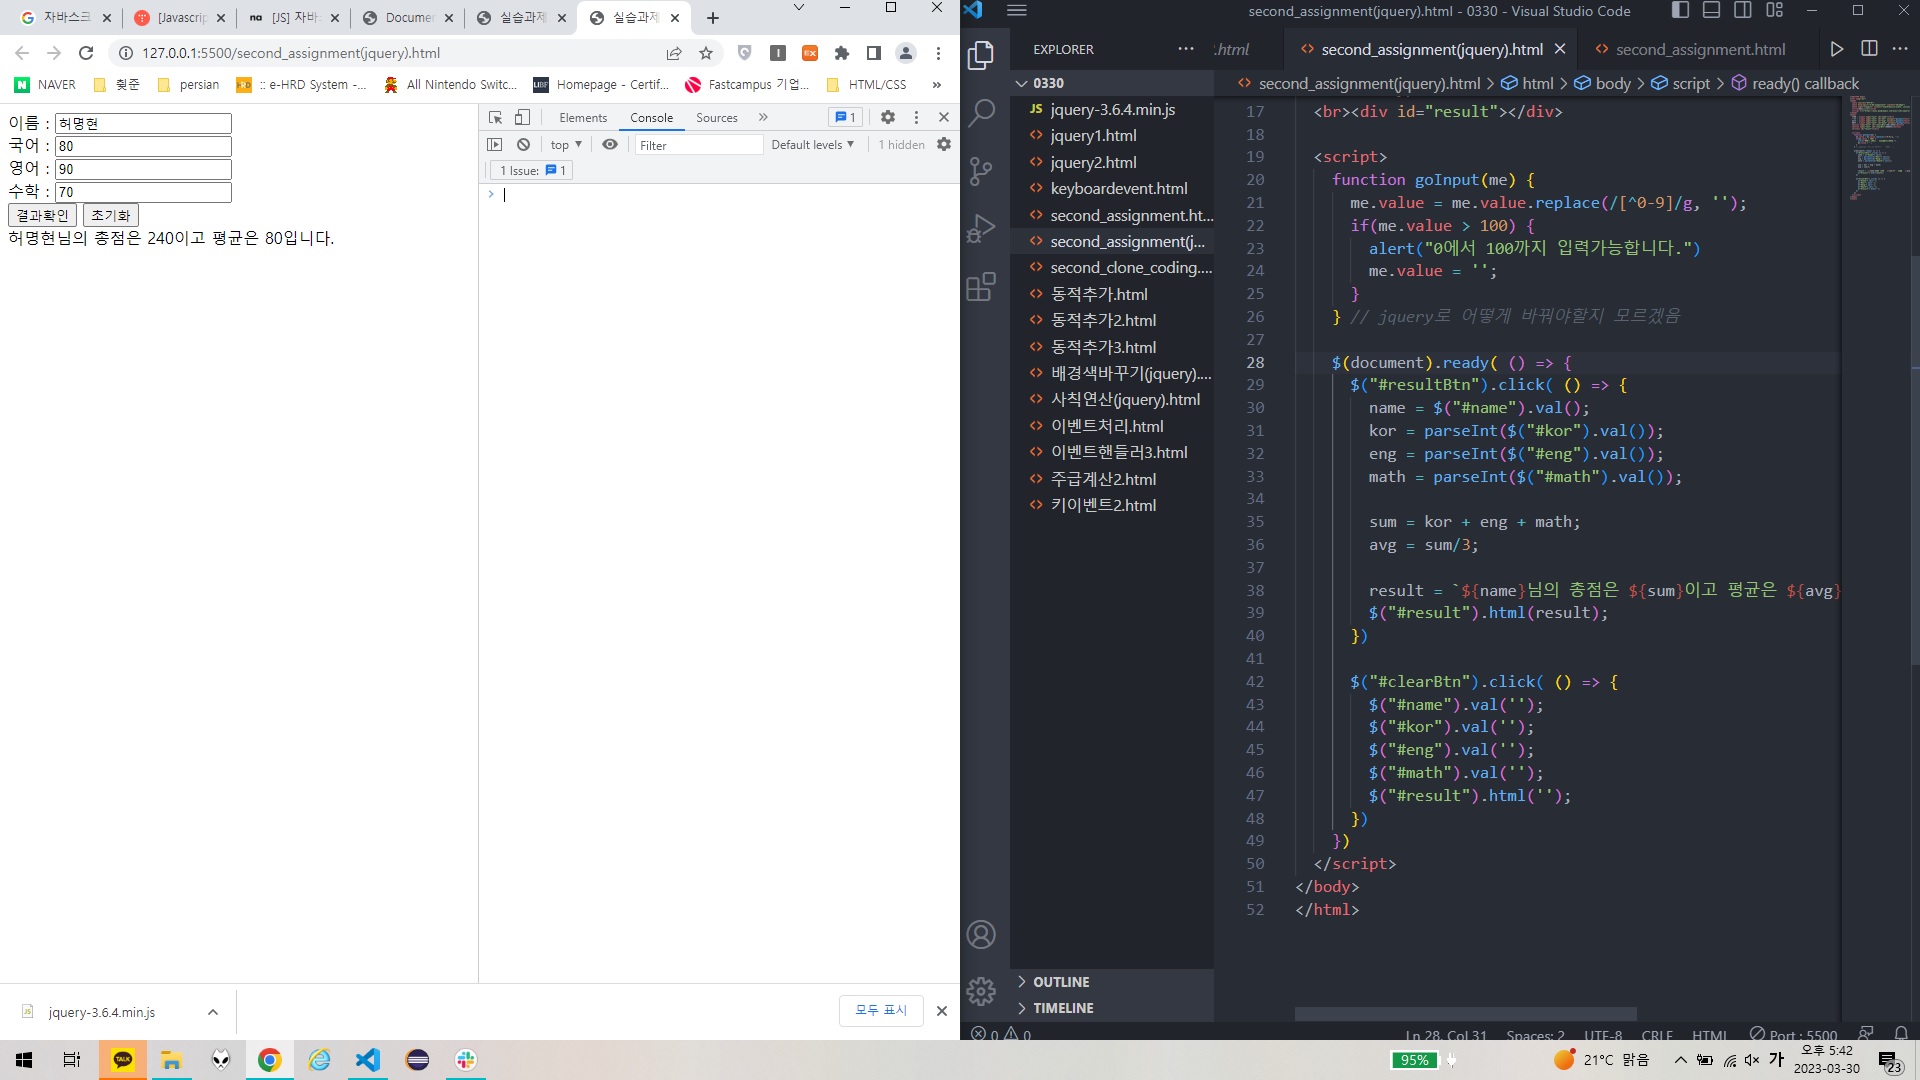 자바스크
[Javascrip
[JS] 자바
Docume
실습과제
실습과제
127.0.0.1:5500/second_assignment(jquery).html
NAVER
췾준
persian
:: e-HRD System -...
All Nintendo Switc...
Homepage - Certif...
Fastcampus 기업...
HTML/CSS
»
이름 : 허명현
국어 : 80
영어 : 90
수학 : 70
결과확인 초기화
허명현님의 총점은 240이고 평균은 80입니다.
Elements Console Sources » 1
top ▼ Filter Default levels ▼ 1 hidden
1 Issue: 1
>
jquery-3.6.4.min.js
모두 표시
second_assignment(jquery).html - 0330 - Visual Studio Code
EXPLORER ···
:.html
second_assignment(jquery).html
second_assignment.html
0330
second_assignment(jquery).html > html > body > script > ready() callback
JS jquery-3.6.4.min.js
jquery1.html
jquery2.html
keyboardevent.html
second_assignment.ht...
second_assignment(j...
second_clone_coding....
동적추가.html
동적추가2.html
동적추가3.html
배경색바꾸기(jquery)....
사칙연산(jquery).html
이벤트처리.html
이벤트핸들러3.html
주급계산2.html
키이벤트2.html
OUTLINE
TIMELINE
17 <br><div id="result"></div>
18
19 <script>
20 function goInput(me) {
21 me.value = me.value.replace(/[^0-9]/g, '');
22 if(me.value > 100) {
23 alert("0에서 100까지 입력가능합니다.")
24 me.value = '';
25 }
26 } // jquery로 어떻게 바꿔야할지 모르겠음
27
28 $(document).ready( () => {
29 $("#resultBtn").click( () => {
30 name = $("#name").val();
31 kor = parseInt($("#kor").val());
32 eng = parseInt($("#eng").val());
33 math = parseInt($("#math").val());
34
35 sum = kor + eng + math;
36 avg = sum/3;
37
38 result = `${name}님의 총점은 ${sum}이고 평균은 ${avg}
39 $("#result").html(result);
40 })
41
42 $("#clearBtn").click( () => {
43 $("#name").val('');
44 $("#kor").val('');
45 $("#eng").val('');
46 $("#math").val('');
47 $("#result").html('');
48 })
49 })
50 </script>
51 </body>
52 </html>
0 0 Ln 28, Col 31 Spaces: 2 UTF-8 CRLF HTML Port : 5500
TALK
95%
21°C 맑음
가
오후 5:42
2023-03-30
23